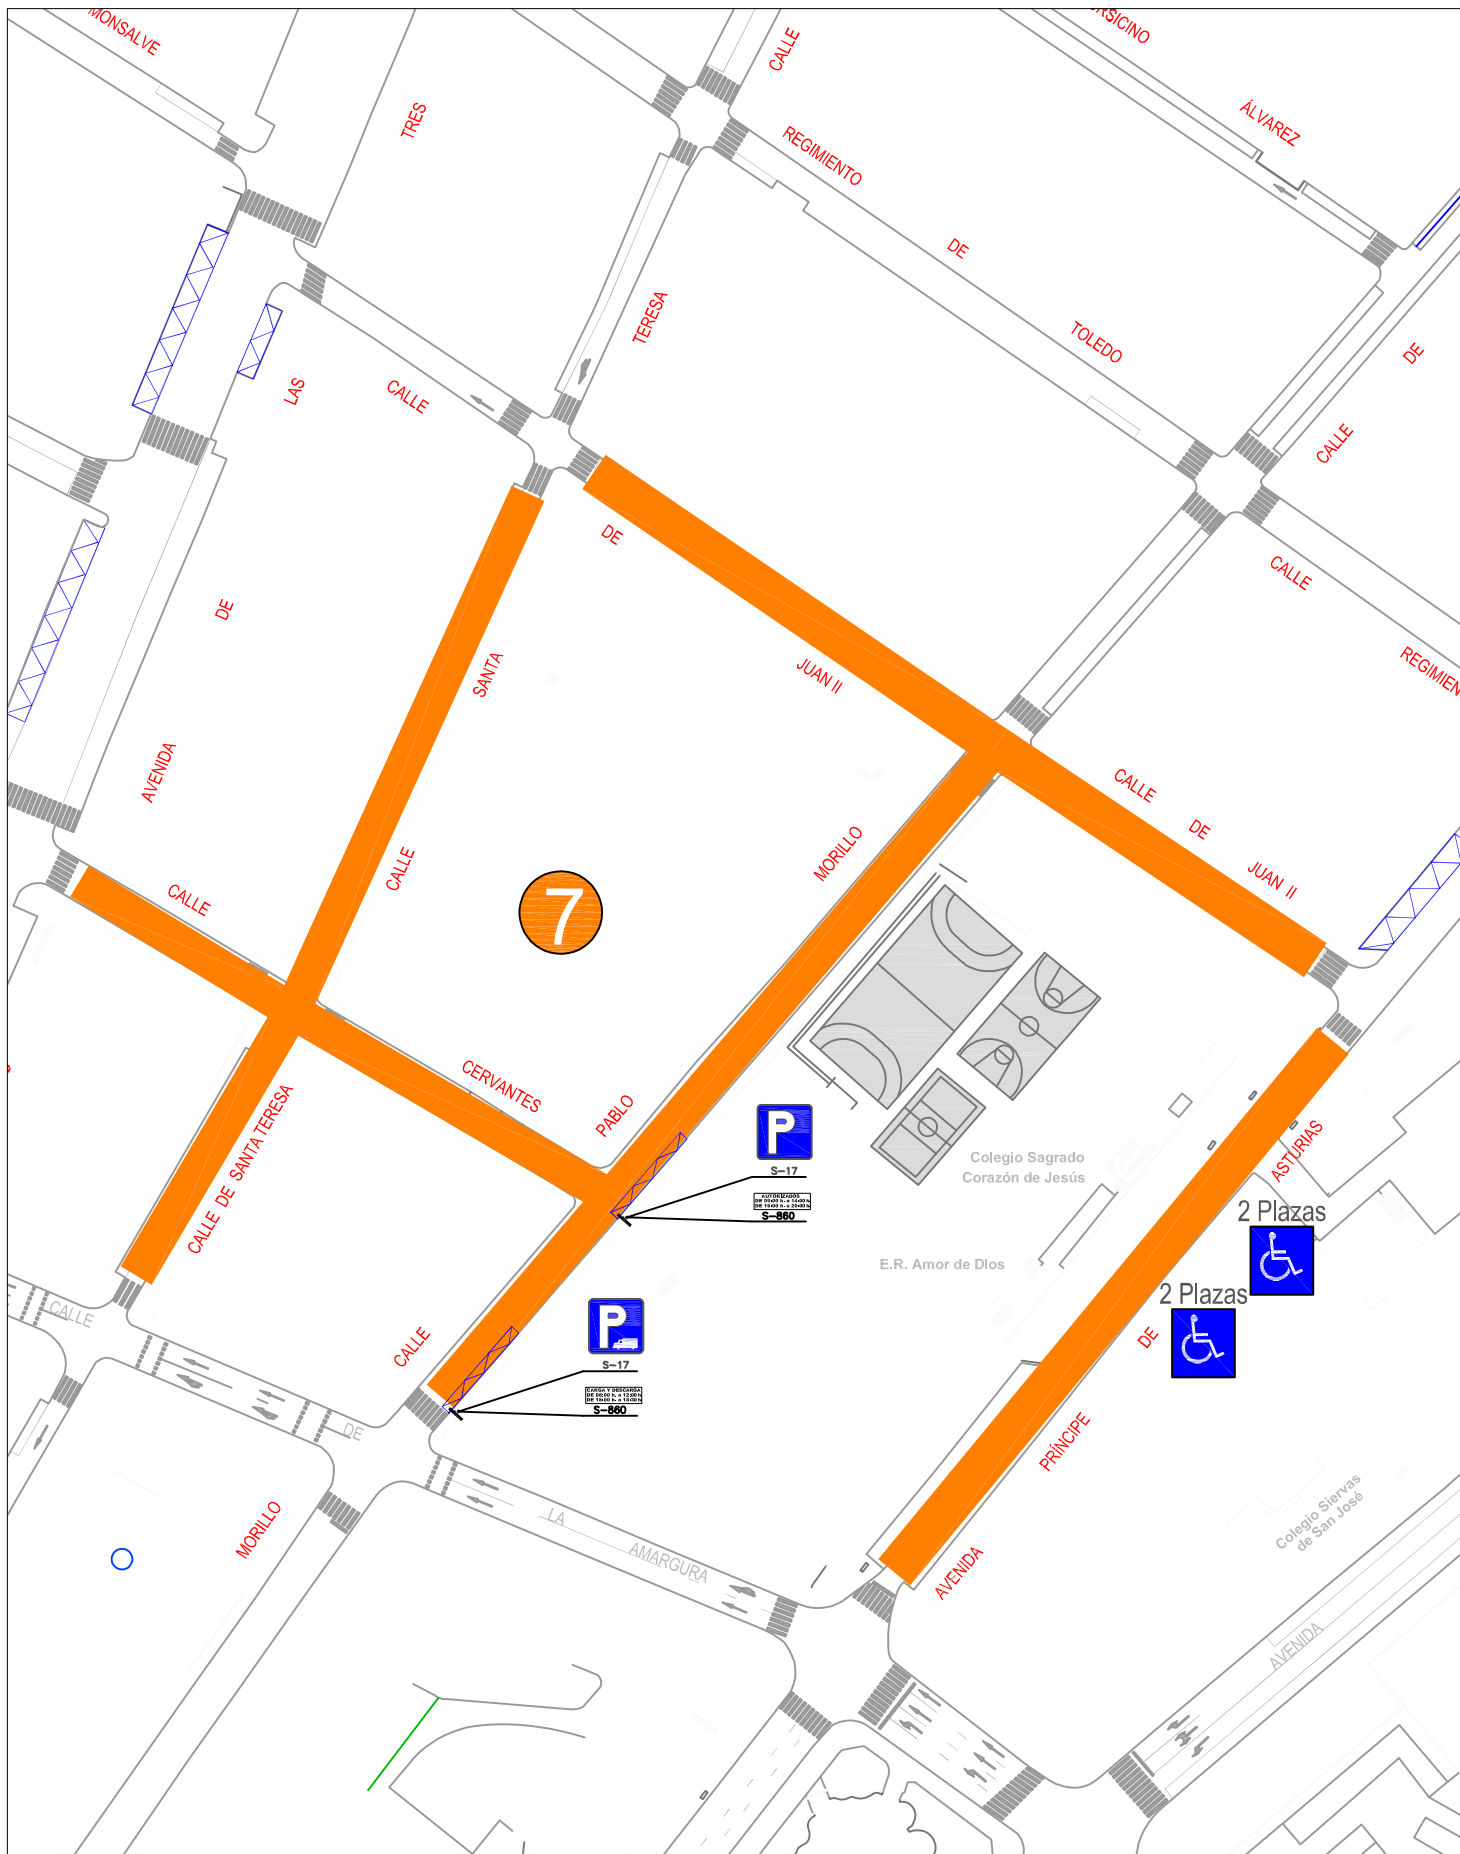 MONSALVE
CALLE
ÁLVAREZ
TRES
REGIMIENTO
DE
TERESA
TOLEDO
DE
LAS
CALLE
CALLE
DE
CALLE
DE
SANTA
JUAN II
REGIMIEN
AVENIDA
CALLE
DE
JUAN II
CALLE
MORILLO
CALLE
7
CERVANTES
PABLO
P
S-17
AUTORIZADOS
S-860
Colegio Sagrado
Corazón de Jesús
ASTURIAS
CALLE DE SANTA TERESA
2 Plazas
E.R. Amor de DIos
2 Plazas
DE
CALLE
CALLE
P
S-17
CARGA Y DESCARGA
S-860
DE
PRÍNCIPE
MORILLO
LA
AMARGURA
AVENIDA
Colegio Siervas
de San José
AVENIDA